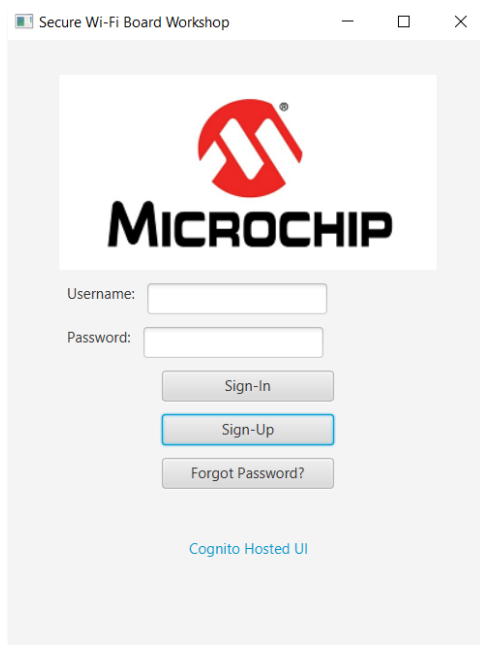 Secure Wi-Fi Board Workshop
®
MICROCHIP
Username:
Password:
Sign-In
Sign-Up
Forgot Password?
Cognito Hosted UI